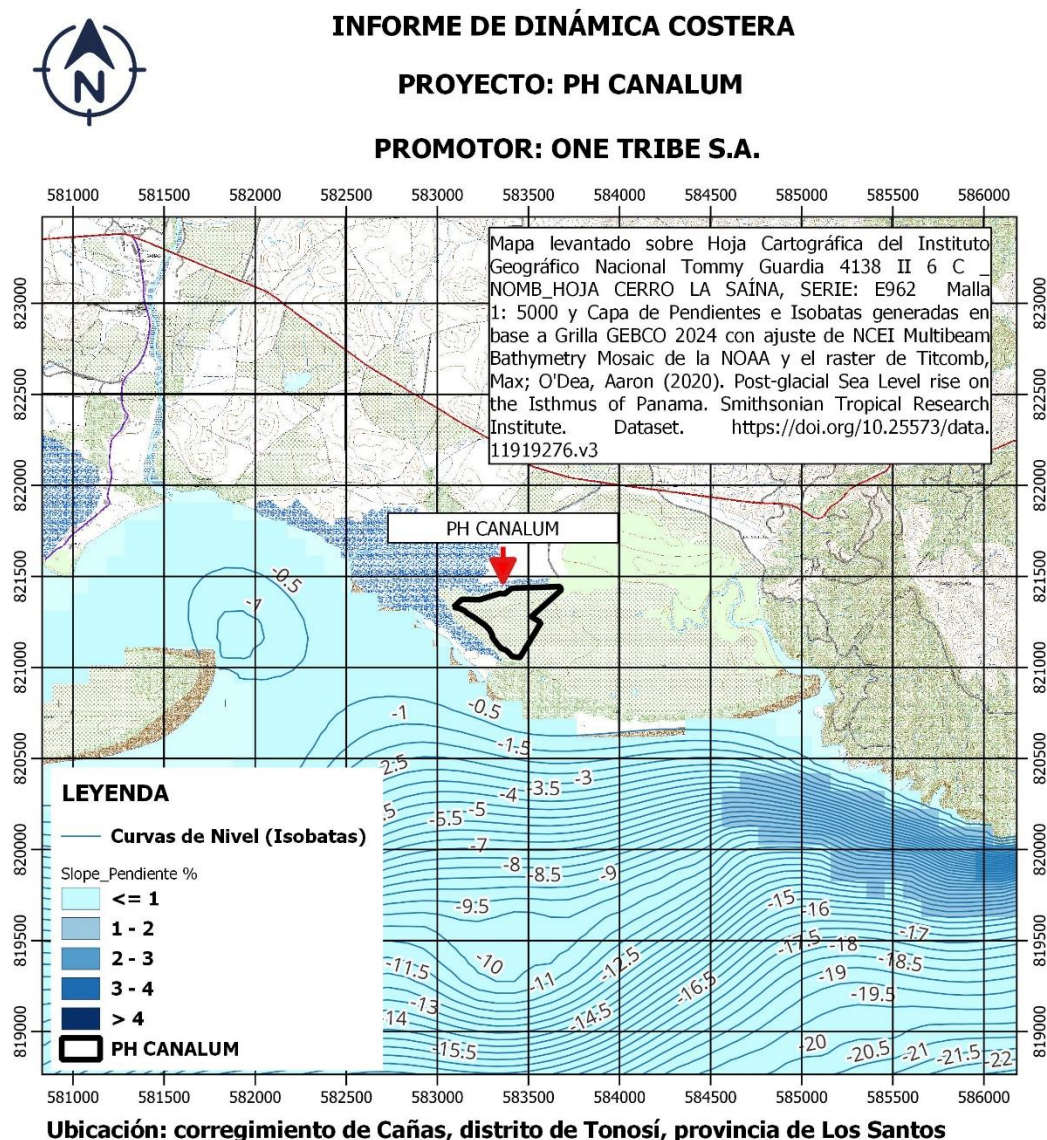 INFORME DE DINÁMICA COSTERA
N
PROYECTO: PH CANALUM
PROMOTOR: ONE TRIBE S.A.
581000 581500 582000 582500 583000 583500 584000 584500 585000 585500 586000
Mapa levantado sobre Hoja Cartográfica del Instituto
Geográfico Nacional Tommy Guardia 4138 II 6 C _
NOMB_HOJA CERRO LA SAÍNA, SERIE: E962 Malla
1: 5000 y Capa de Pendientes e Isobatas generadas en
base a Grilla GEBCO 2024 con ajuste de NCEI Multibeam
Bathymetry Mosaic de la NOAA y el raster de Titcomb,
Max; O'Dea, Aaron (2020). Post-glacial Sea Level rise on
the Isthmus of Panama. Smithsonian Tropical Research
Institute. Dataset. https://doi.org/10.25573/data.
11919276.v3
823000 823000
822500 822500
822000 822000
PH CANALUM
821500 821500
-0.5
-1
821000 821000
-1 -0.5
-1.5
820500 820500
2.5 -3
-4 -3.5
-5
-5.5
820000 820000
-7
-8 -8.5 -9
-9.5
-15
-16
819500 819500
-17
-17.5 -18
-18.5
-10
-11
-11.5
-12.5
-16.5
-19
-19.5
-13
-14.5
14
819000 819000
-15.5
-20
-20.5 -21 -21.5 -22
LEYENDA
Curvas de Nivel (Isobatas)
Slope_Pendiente %
<= 1
1 - 2
2 - 3
3 - 4
> 4
PH CANALUM
581000 581500 582000 582500 583000 583500 584000 584500 585000 585500 586000
Ubicación: corregimiento de Cañas, distrito de Tonosí, provincia de Los Santos